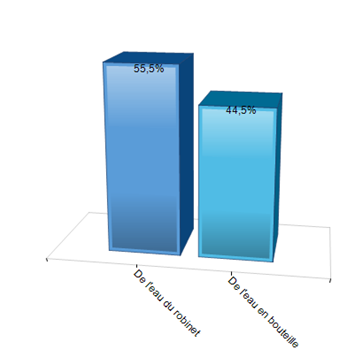 55,5%
44,5%
De l'eau du robinet
De l'eau en bouteille